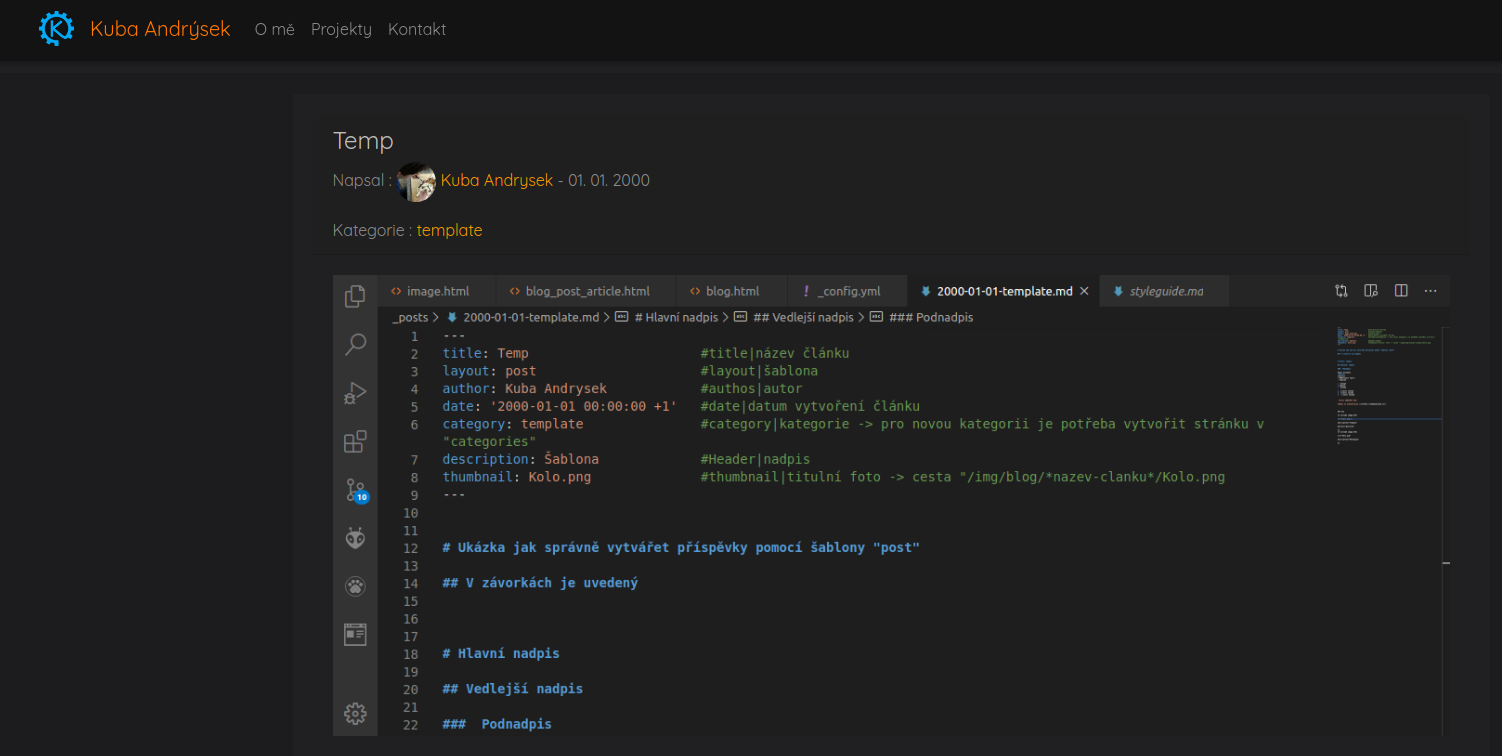 Kuba Andrýsek O mě Projekty Kontakt
Temp
Napsal : Kuba Andrysek - 01. 01. 2000
Kategorie : template
image.html blog_post_article.html blog.html _config.yml 2000-01-01-template.md styleguide.md
_posts > 2000-01-01-template.md > # Hlavní nadpis > ## Vedlejší nadpis > ### Podnadpis
1 ---
2 title: Temp #title|název článku
3 layout: post #layout|šablona
4 author: Kuba Andrysek #authos|autor
5 date: '2000-01-01 00:00:00 +1' #date|datum vytvoření článku
6 category: template #category|kategorie -> pro novou kategorii je potřeba vytvořit stránku v
"categories"
7 description: Šablona #Header|nadpis
8 thumbnail: Kolo.png #thumbnail|titulní foto -> cesta "/img/blog/*nazev-clanku*/Kolo.png
9 ---
10
11
12 # Ukázka jak správně vytvářet příspěvky pomocí šablony "post"
13
14 ## V závorkách je uvedený
15
16
17
18 # Hlavní nadpis
19
20 ## Vedlejší nadpis
21
22 ### Podnadpis
10